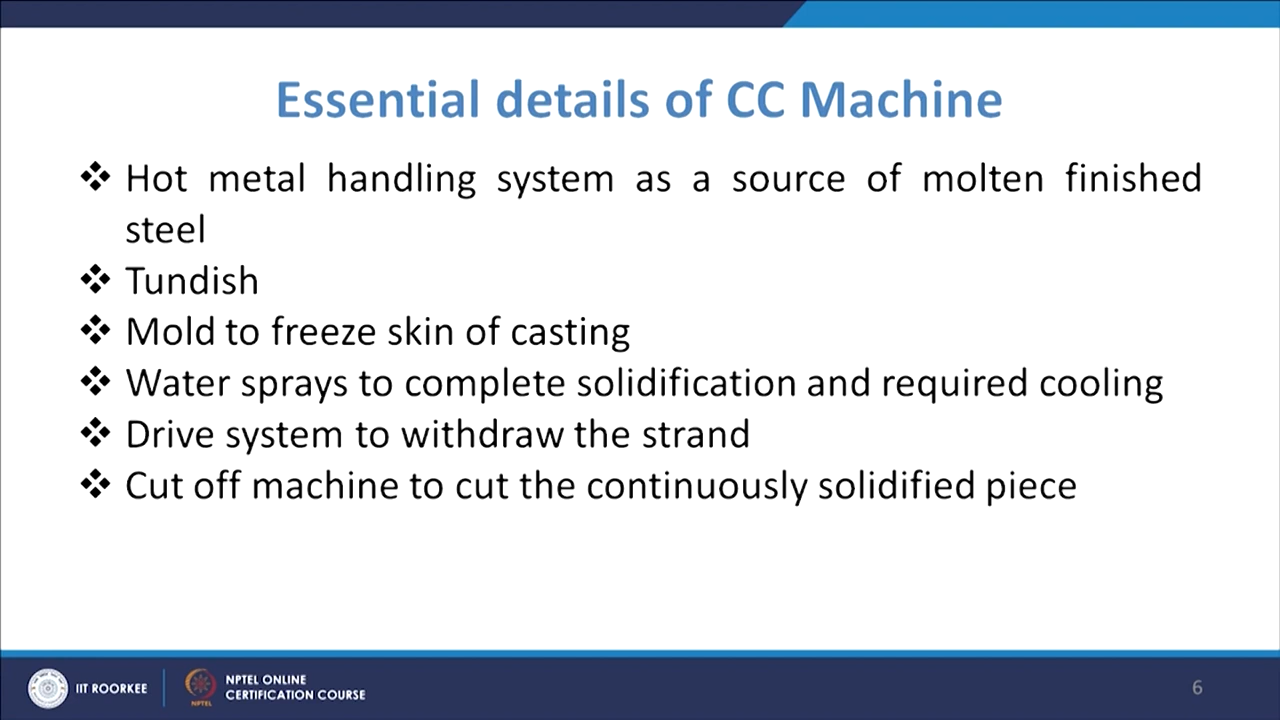 Essential details of CC Machine
❖ Hot metal handling system as a source of molten finished
steel
❖ Tundish
❖ Mold to freeze skin of casting
❖ Water sprays to complete solidification and required cooling
❖ Drive system to withdraw the strand
❖ Cut off machine to cut the continuously solidified piece
IIT ROORKEE
NPTEL
NPTEL ONLINE
CERTIFICATION COURSE
6